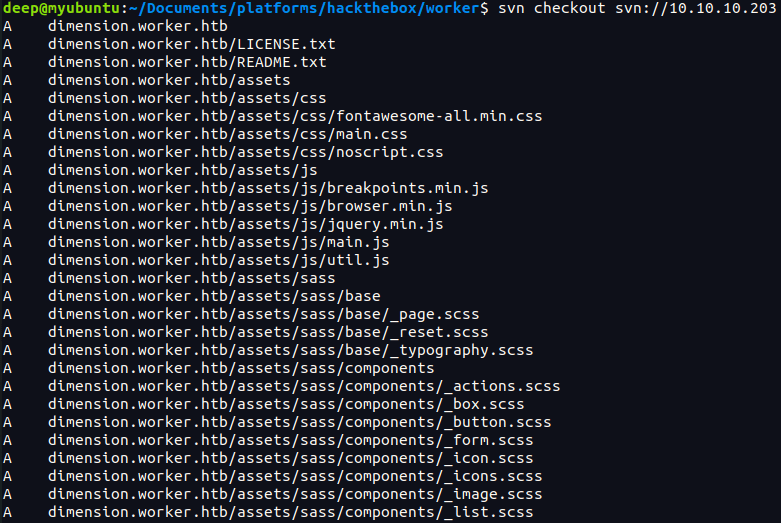 deep@myubuntu:~/Documents/platforms/hackthebox/worker$ svn checkout svn://10.10.10.203
A    dimension.worker.htb
A    dimension.worker.htb/LICENSE.txt
A    dimension.worker.htb/README.txt
A    dimension.worker.htb/assets
A    dimension.worker.htb/assets/css
A    dimension.worker.htb/assets/css/fontawesome-all.min.css
A    dimension.worker.htb/assets/css/main.css
A    dimension.worker.htb/assets/css/noscript.css
A    dimension.worker.htb/assets/js
A    dimension.worker.htb/assets/js/breakpoints.min.js
A    dimension.worker.htb/assets/js/browser.min.js
A    dimension.worker.htb/assets/js/jquery.min.js
A    dimension.worker.htb/assets/js/main.js
A    dimension.worker.htb/assets/js/util.js
A    dimension.worker.htb/assets/sass
A    dimension.worker.htb/assets/sass/base
A    dimension.worker.htb/assets/sass/base/_page.scss
A    dimension.worker.htb/assets/sass/base/_reset.scss
A    dimension.worker.htb/assets/sass/base/_typography.scss
A    dimension.worker.htb/assets/sass/components
A    dimension.worker.htb/assets/sass/components/_actions.scss
A    dimension.worker.htb/assets/sass/components/_box.scss
A    dimension.worker.htb/assets/sass/components/_button.scss
A    dimension.worker.htb/assets/sass/components/_form.scss
A    dimension.worker.htb/assets/sass/components/_icon.scss
A    dimension.worker.htb/assets/sass/components/_icons.scss
A    dimension.worker.htb/assets/sass/components/_image.scss
A    dimension.worker.htb/assets/sass/components/_list.scss